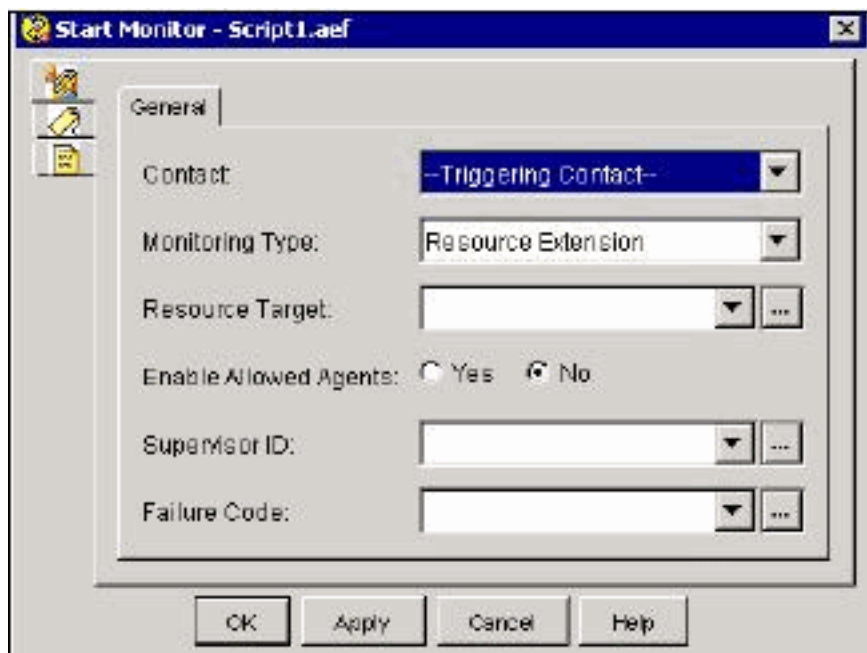 Start Monitor - Script1.aef
General
Contact: --Triggering Contact--
Monitoring Type: Resource Extension
Resource Target: ...
Enable Allowed Agents: Yes No
Supervisor ID: ...
Failure Code: ...
OK Apply Cancel Help